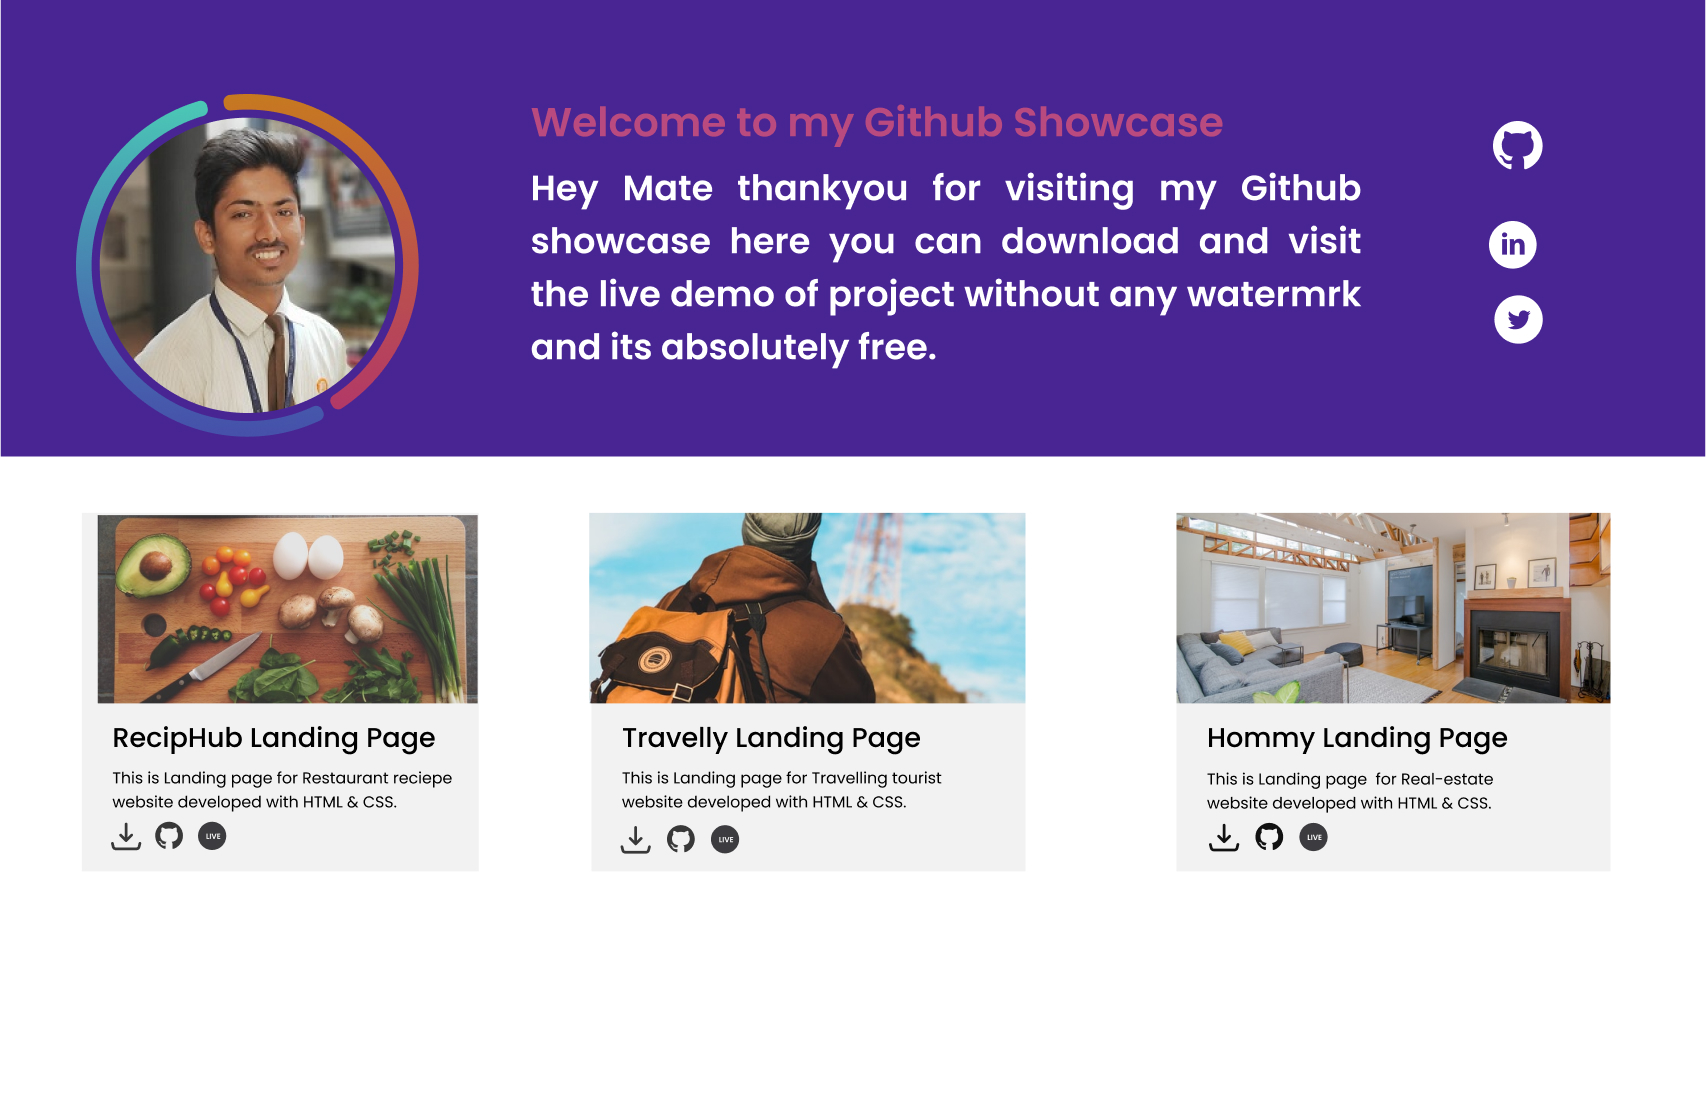 Welcome to my Github Showcase
Hey Mate thankyou for visiting my Github
showcase here you can download and visit
the live demo of project without any watermrk
and its absolutely free.
in
RecipHub Landing Page
This is Landing page for Restaurant reciepe
website developed with HTML & CSS.
LIVE
Travelly Landing Page
This is Landing page for Travelling tourist
website developed with HTML & CSS.
LIVE
Hommy Landing Page
This is Landing page  for Real-estate
website developed with HTML & CSS.
LIVE